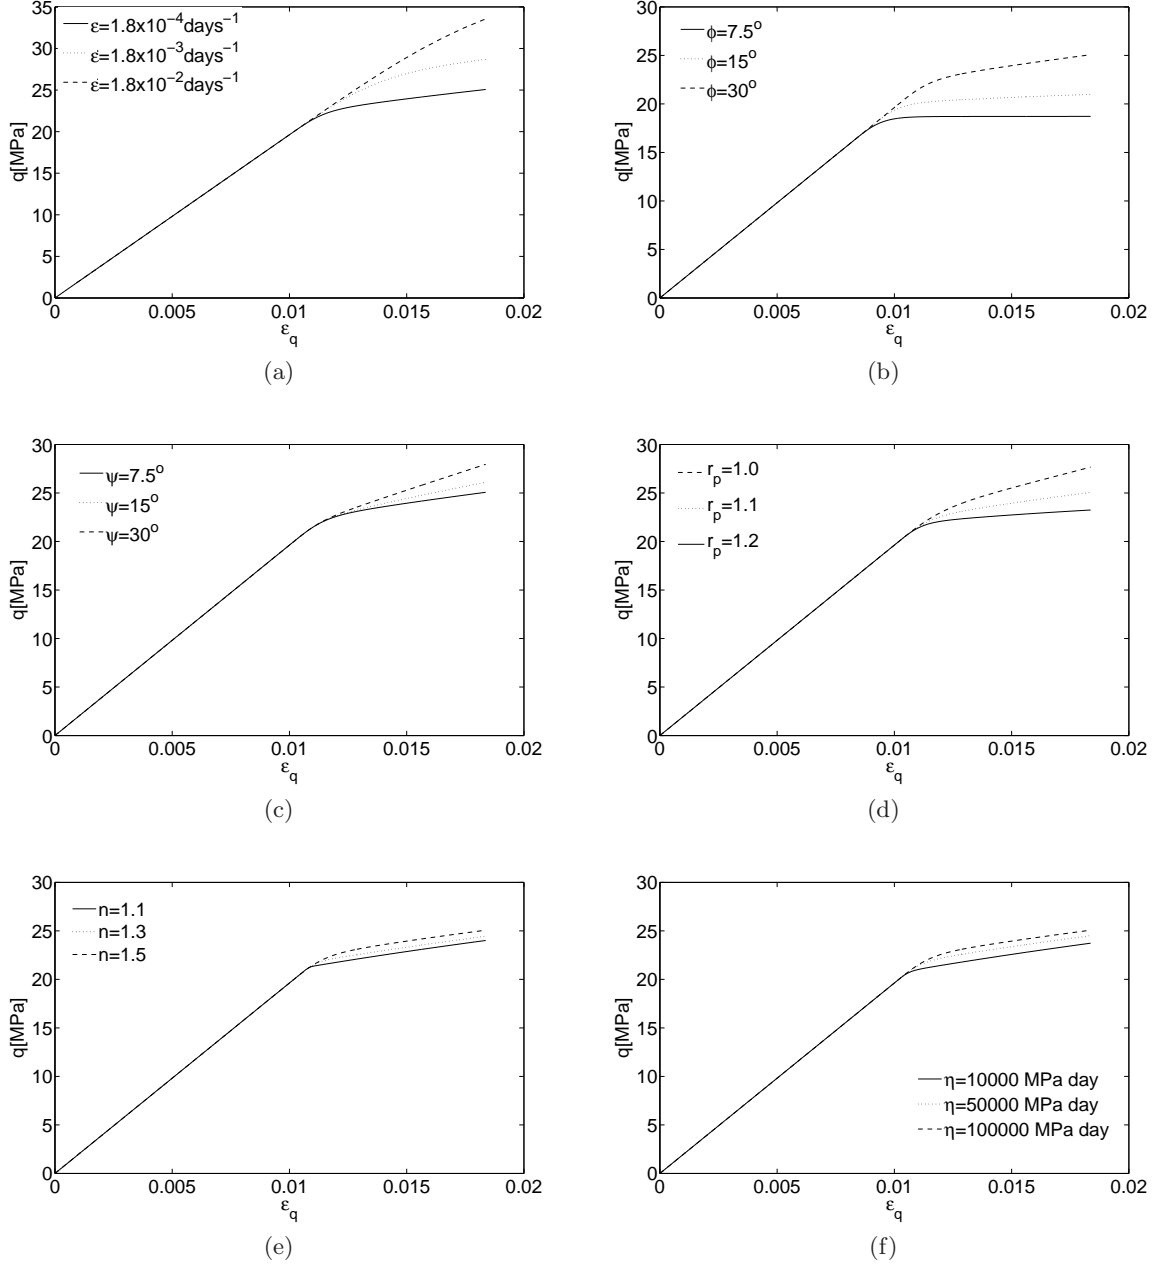 35
30
25
20
15
10
5
0
q[MPa]
ε̇=1.8x10⁻⁴days⁻¹
ε̇=1.8x10⁻³days⁻¹
ε̇=1.8x10⁻²days⁻¹
0 0.005 0.01 0.015 0.02
ε_q
(a)
30
25
20
15
10
5
0
q[MPa]
ϕ=7.5°
ϕ=15°
ϕ=30°
0 0.005 0.01 0.015 0.02
ε_q
(b)
30
25
20
15
10
5
0
q[MPa]
ψ=7.5°
ψ=15°
ψ=30°
0 0.005 0.01 0.015 0.02
ε_q
(c)
30
25
20
15
10
5
0
q[MPa]
r_p=1.0
r_p=1.1
r_p=1.2
0 0.005 0.01 0.015 0.02
ε_q
(d)
30
25
20
15
10
5
0
q[MPa]
n=1.1
n=1.3
n=1.5
0 0.005 0.01 0.015 0.02
ε_q
(e)
30
25
20
15
10
5
0
q[MPa]
η=10000 MPa day
η=50000 MPa day
η=100000 MPa day
0 0.005 0.01 0.015 0.02
ε_q
(f)